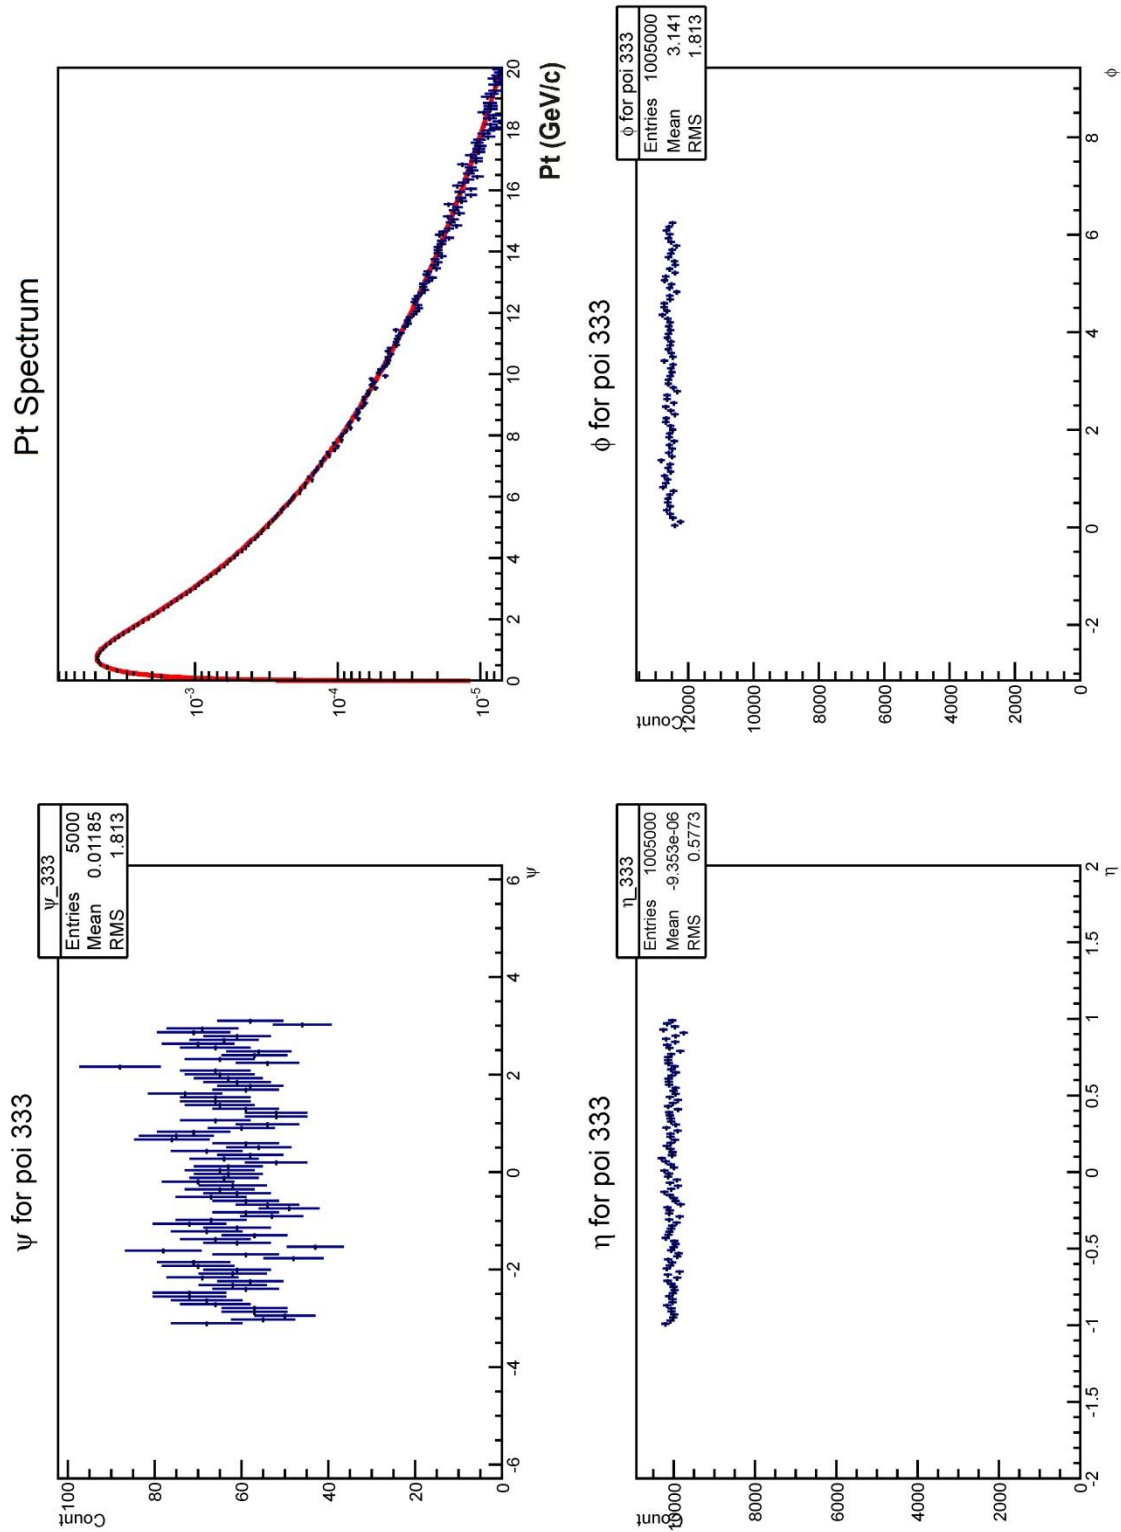 ψ for poi 333
Count
100
80
60
40
20
0
-6
-4
-2
0
2
4
6
ψ
ψ_333
Entries 5000
Mean 0.01185
RMS 1.813
Pt Spectrum
10-3
10-4
10-5
0
2
4
6
8
10
12
14
16
18
20
Pt (GeV/c)
η for poi 333
Count
10000
8000
6000
4000
2000
0
-2
-1.5
-1
-0.5
0
0.5
1
1.5
2
η
η_333
Entries 1005000
Mean -9.353e-06
RMS 0.5773
ϕ for poi 333
Count
12000
10000
8000
6000
4000
2000
0
-2
0
2
4
6
8
ϕ
ϕ for poi 333
Entries 1005000
Mean 3.141
RMS 1.813